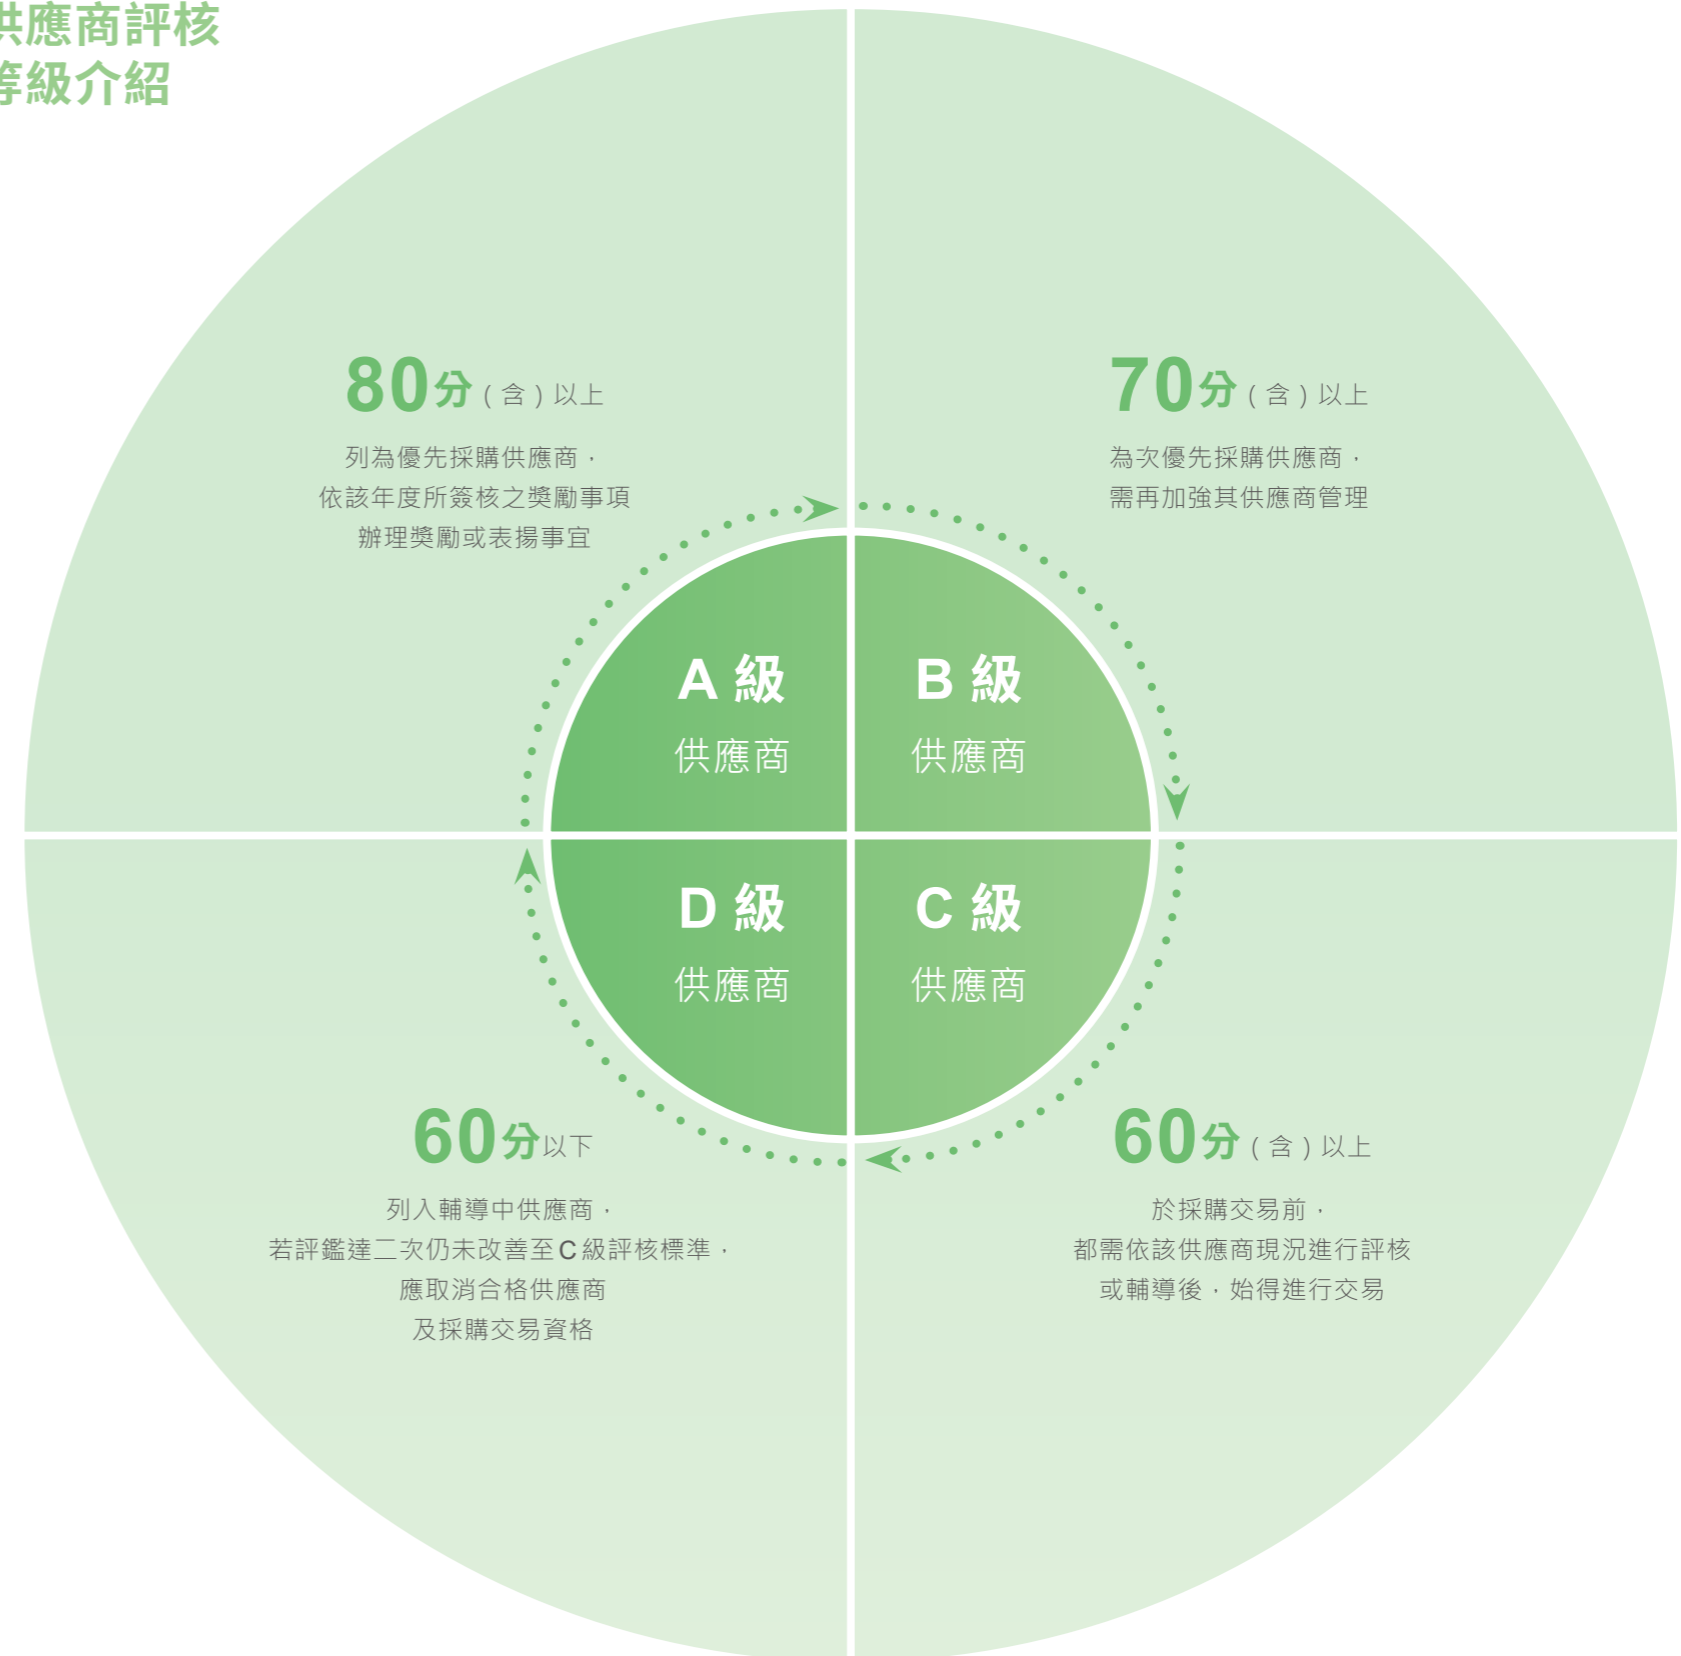 供應商評核
等級介紹
80分（含）以上
列為優先採購供應商，
依該年度所簽核之獎勵事項
辦理獎勵或表揚事宜
70分（含）以上
為次優先採購供應商，
需再加強其供應商管理
A 級
供應商
B 級
供應商
D 級
供應商
C 級
供應商
60分以下
列入輔導中供應商，
若評鑑達二次仍未改善至C級評核標準，
應取消合格供應商
及採購交易資格
60分（含）以上
於採購交易前，
都需依該供應商現況進行評核
或輔導後，始得進行交易